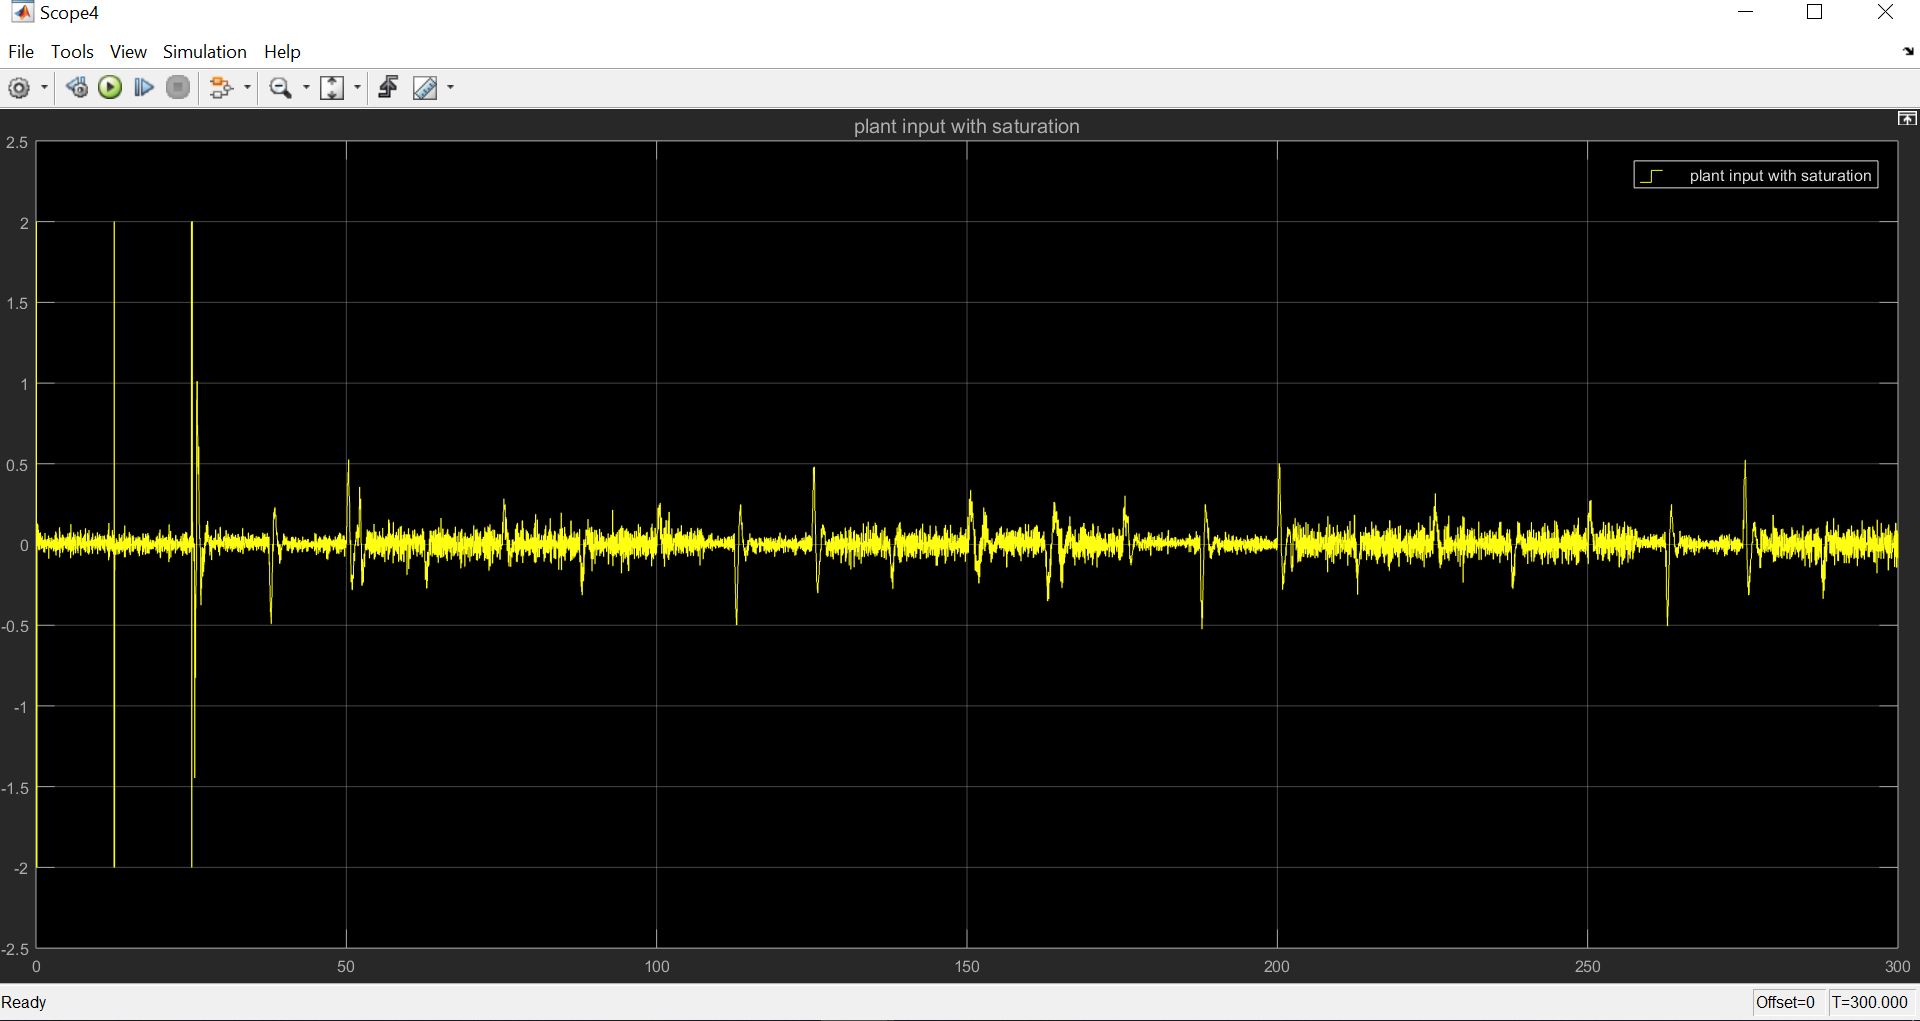 Scope4
File Tools View Simulation Help
plant input with saturation
plant input with saturation
2.5
2
1.5
1
0.5
0
-0.5
-1
-1.5
-2
-2.5
0 50 100 150 200 250 300
Ready Offset=0 T=300.000